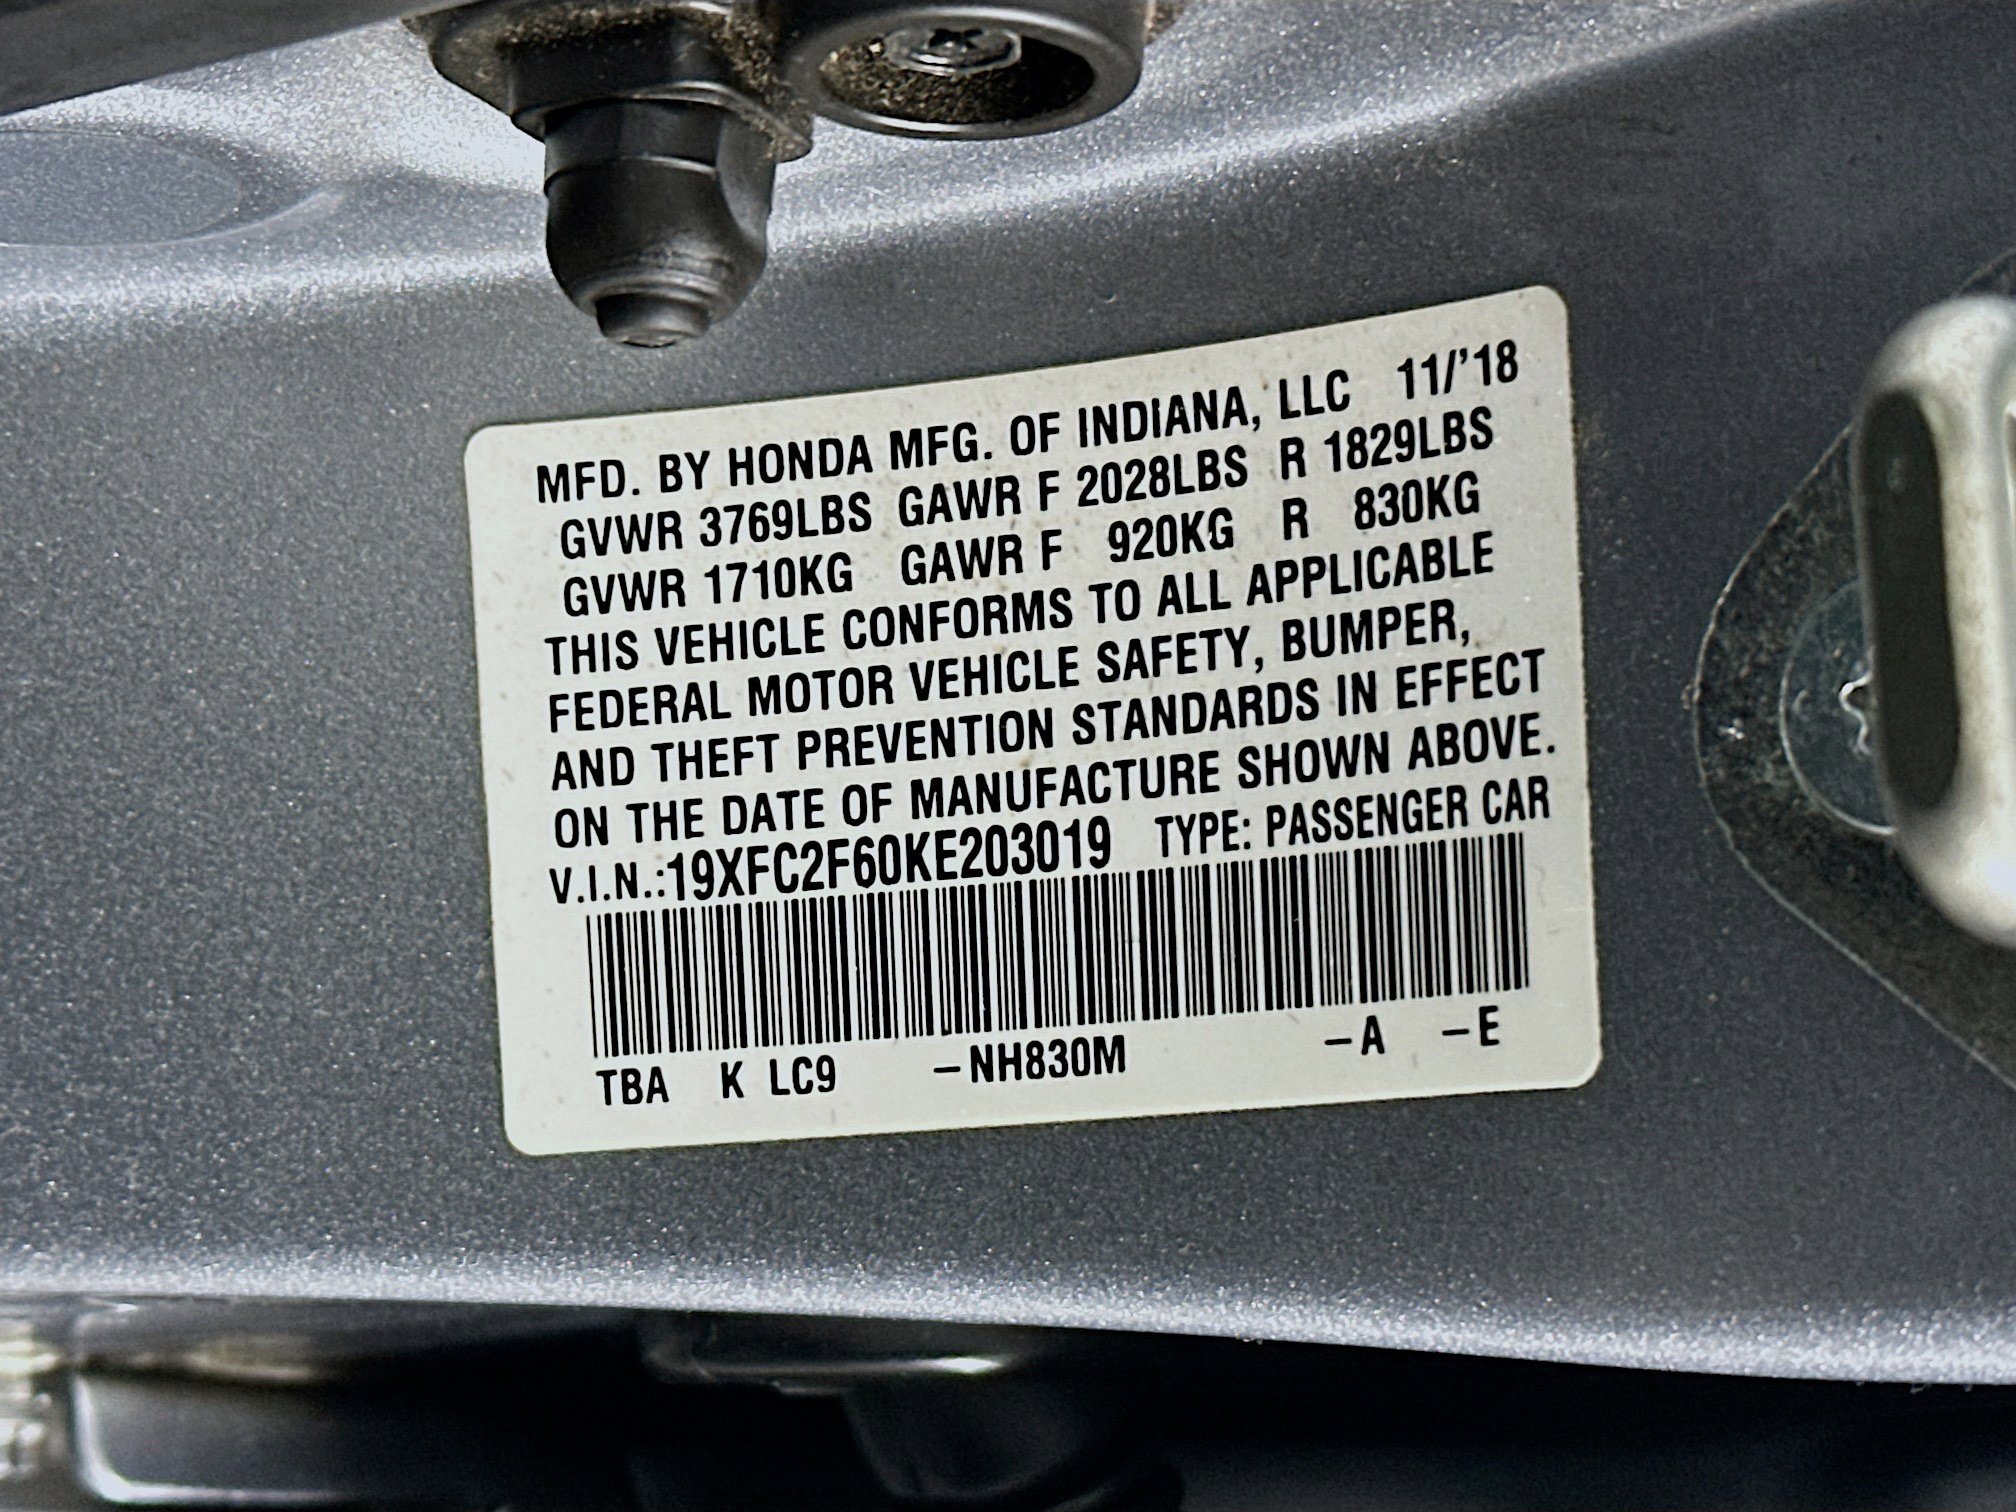 MFD. BY HONDA MFG. OF INDIANA, LLC 11/'18
GVWR 3769LBS GAWR F 2028LBS R 1829LBS
GVWR 1710KG GAWR F 920KG R 830KG
THIS VEHICLE CONFORMS TO ALL APPLICABLE
FEDERAL MOTOR VEHICLE SAFETY, BUMPER,
AND THEFT PREVENTION STANDARDS IN EFFECT
ON THE DATE OF MANUFACTURE SHOWN ABOVE.
V.I.N.:19XFC2F60KE203019 TYPE: PASSENGER CAR
TBA K LC9 –NH830M –A –E